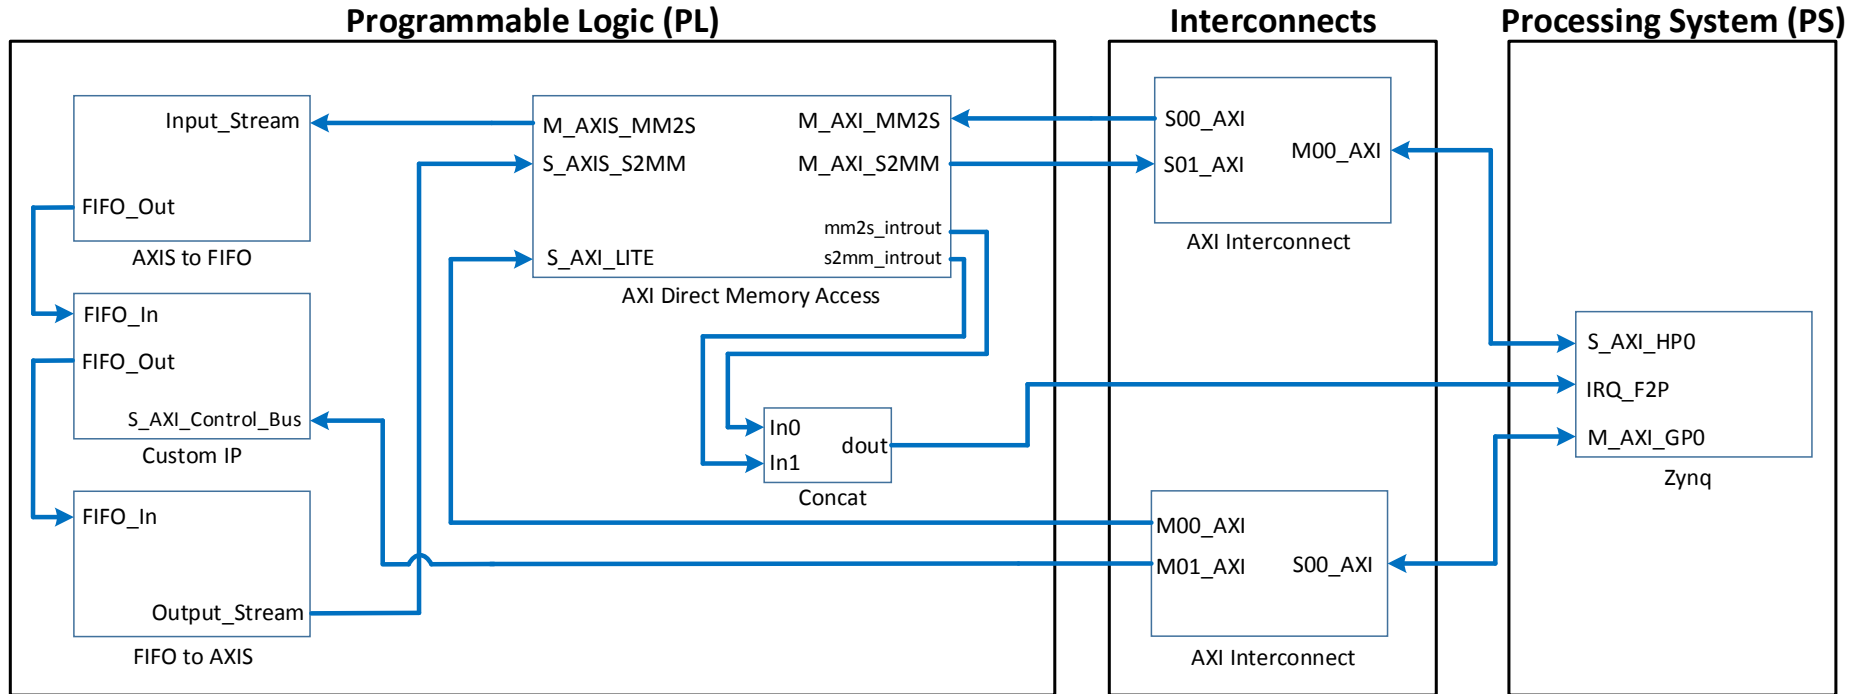 Programmable Logic (PL)
Interconnects
Processing System (PS)
Input_Stream
FIFO_Out
AXIS to FIFO
FIFO_In
FIFO_Out
S_AXI_Control_Bus
Custom IP
FIFO_In
Output_Stream
FIFO to AXIS
M_AXIS_MM2S
M_AXI_MM2S
S_AXIS_S2MM
M_AXI_S2MM
mm2s_introut
S_AXI_LITE
s2mm_introut
AXI Direct Memory Access
In0
dout
In1
Concat
S00_AXI
M00_AXI
S01_AXI
AXI Interconnect
M00_AXI
M01_AXI
S00_AXI
AXI Interconnect
S_AXI_HP0
IRQ_F2P
M_AXI_GP0
Zynq